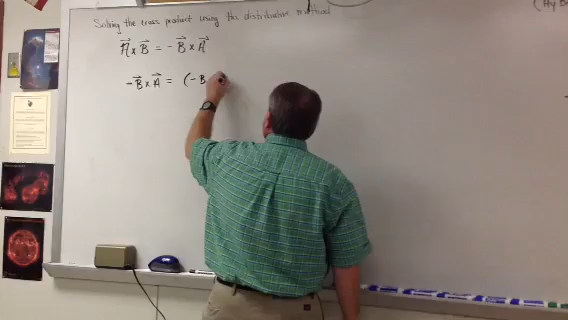 Solving the cross product using the distributive method
A⃗ x B⃗ = - B⃗ x A⃗
- B⃗ x A⃗ = (- B